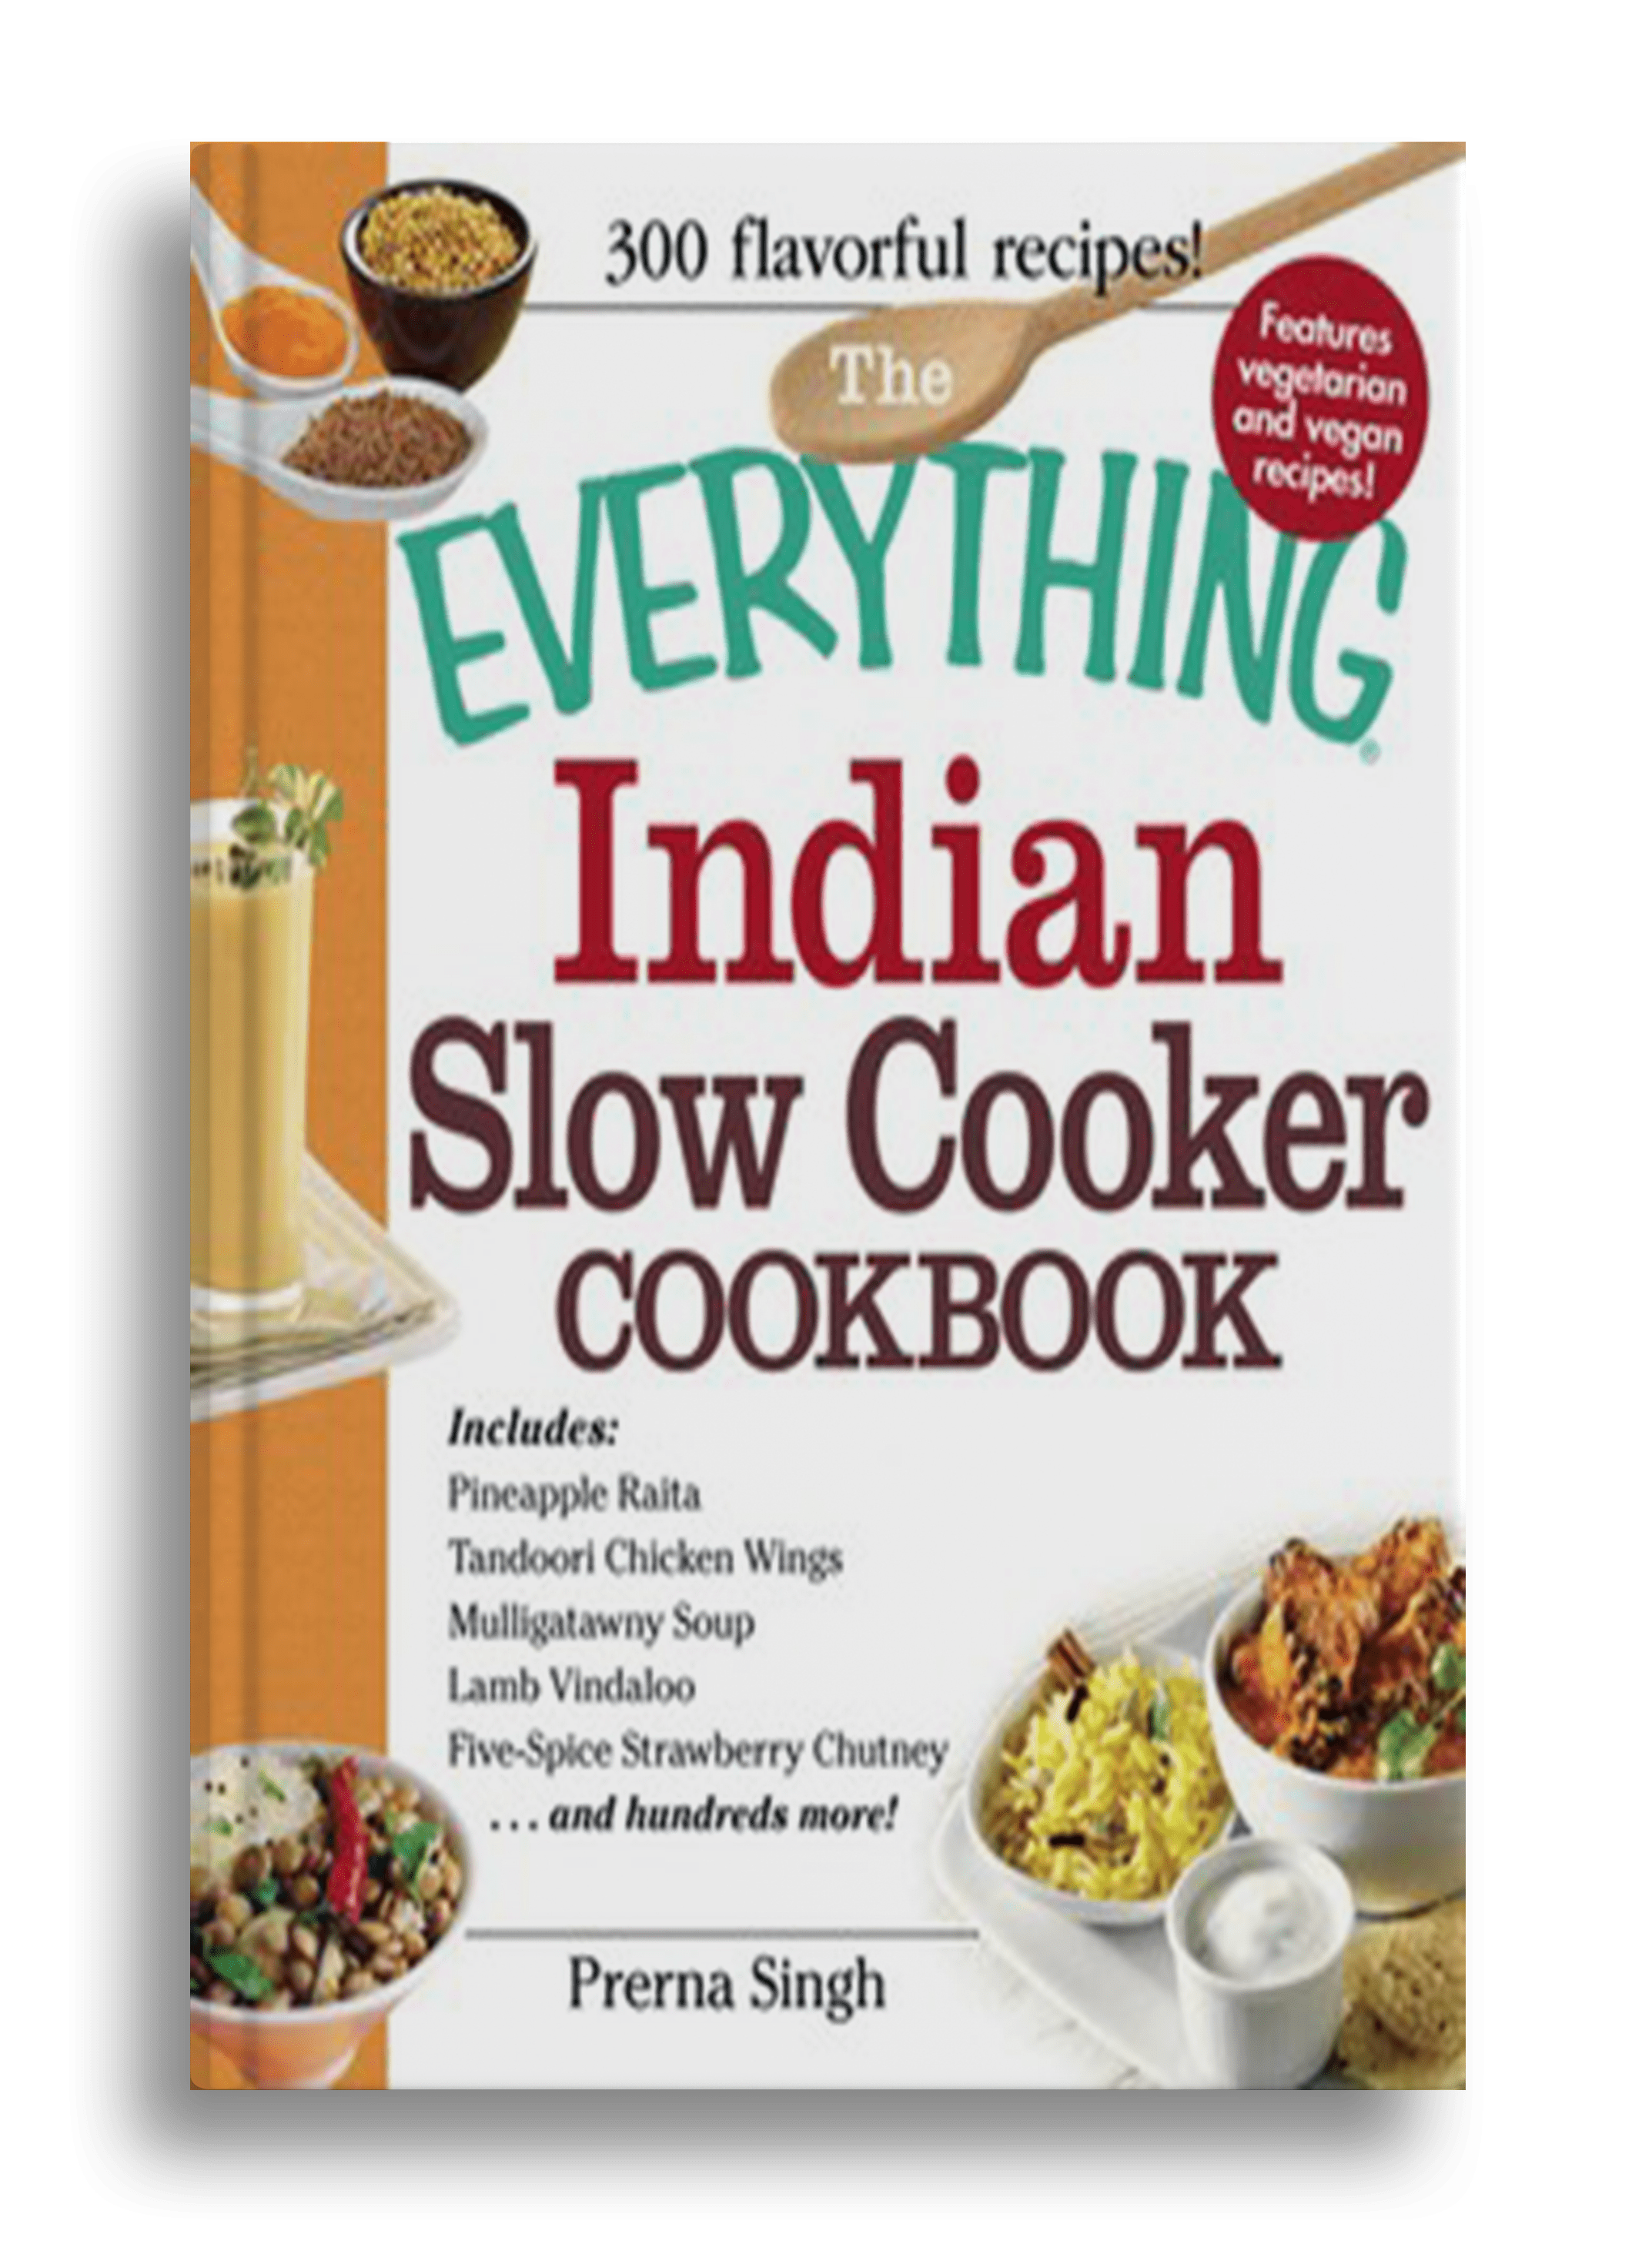 300 flavorful recipes!
The
Features
vegetarian
and vegan
recipes!
EVERYTHING®
Indian
Slow Cooker
COOKBOOK
Includes:
Pineapple Raita
Tandoori Chicken Wings
Mulligatawny Soup
Lamb Vindaloo
Five-Spice Strawberry Chutney
...and hundreds more!
Prerna Singh